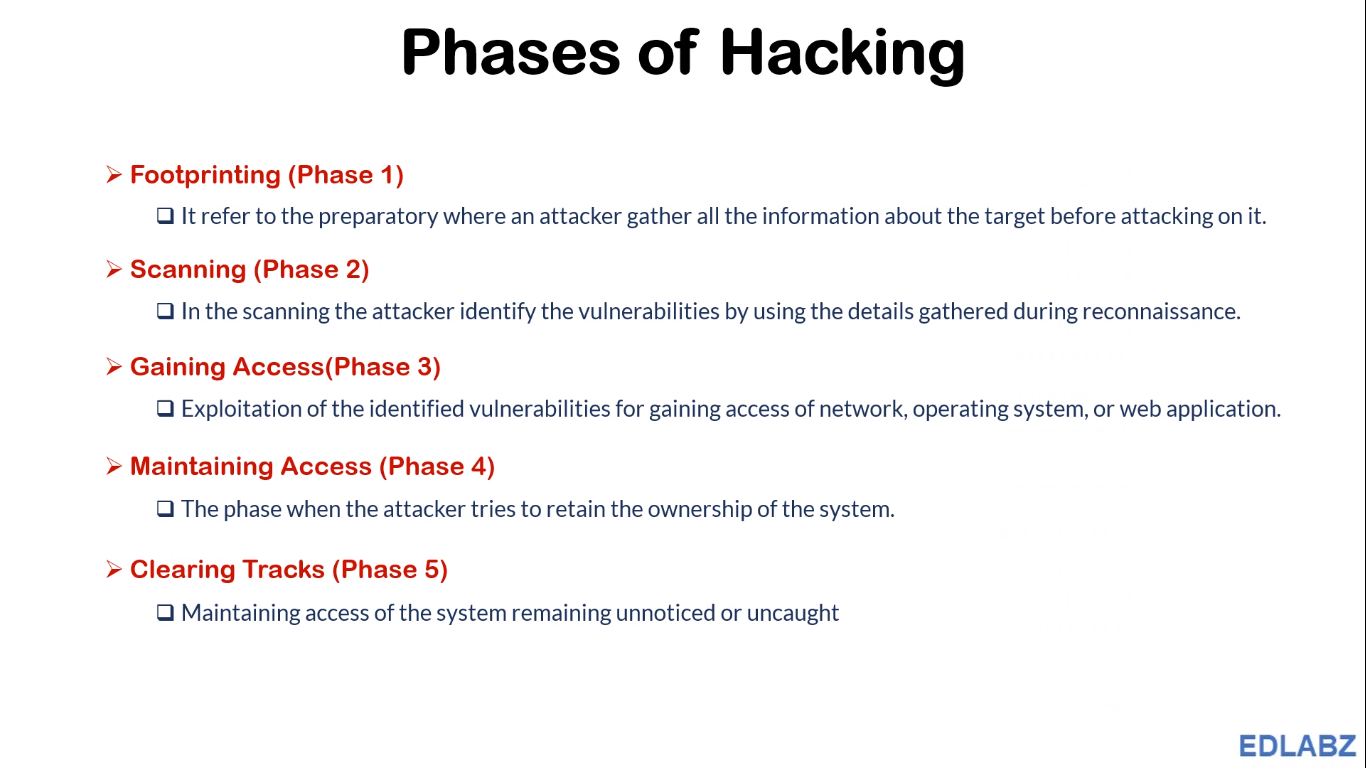 Phases of Hacking
Footprinting (Phase 1)
It refer to the preparatory where an attacker gather all the information about the target before attacking on it.
Scanning (Phase 2)
In the scanning the attacker identify the vulnerabilities by using the details gathered during reconnaissance.
Gaining Access(Phase 3)
Exploitation of the identified vulnerabilities for gaining access of network, operating system, or web application.
Maintaining Access (Phase 4)
The phase when the attacker tries to retain the ownership of the system.
Clearing Tracks (Phase 5)
Maintaining access of the system remaining unnoticed or uncaught
EDLABZ